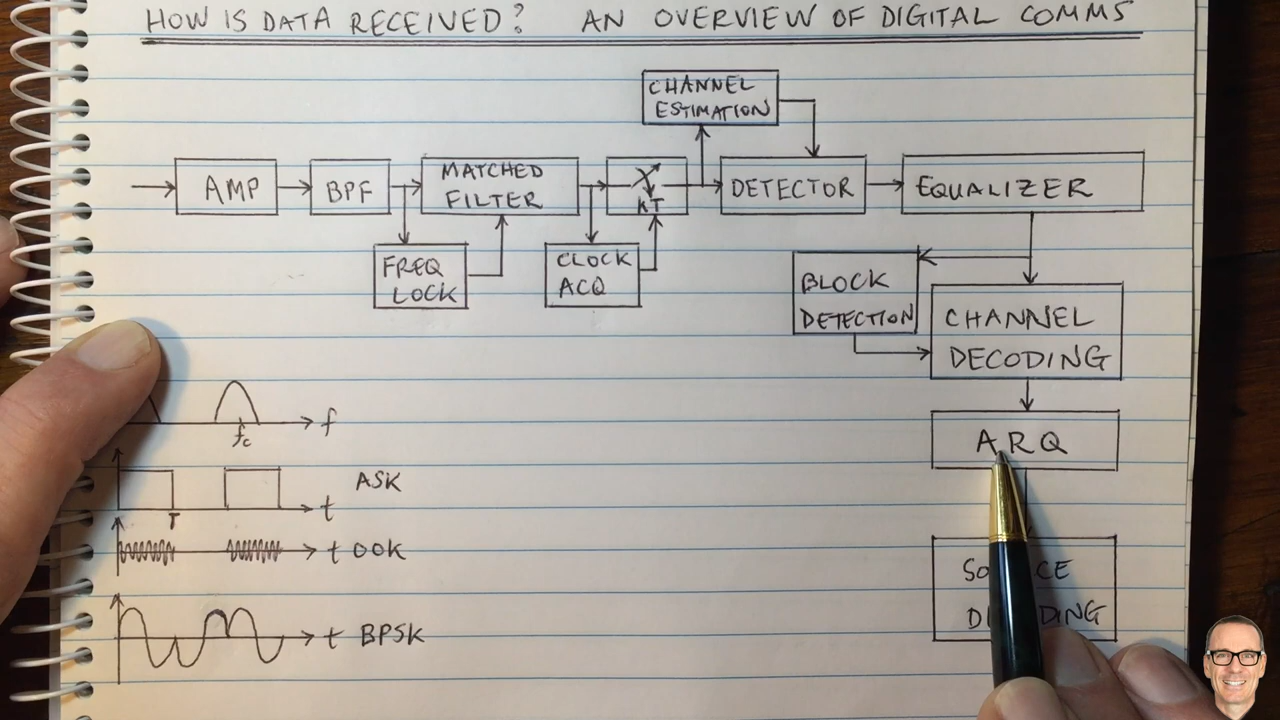 HOW IS DATA RECEIVED? AN OVERVIEW OF DIGITAL COMMS
CHANNEL
ESTIMATION
AMP
BPF
MATCHED
FILTER
KT
DETECTOR
EQUALIZER
FREQ
LOCK
CLOCK
ACQ
BLOCK
DETECTION
CHANNEL
DECODING
ARQ
f
fc
ASK
t
T
t OOK
t BPSK